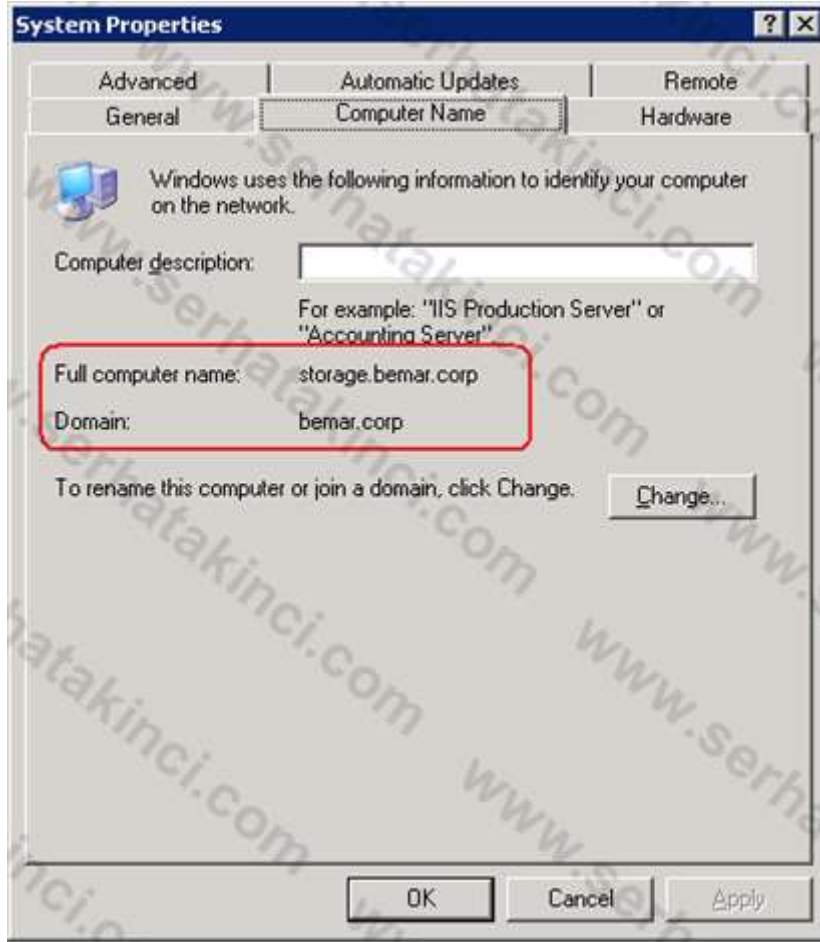 System Properties
Advanced Automatic Updates Remote
General Computer Name Hardware
Windows uses the following information to identify your computer
on the network.
Computer description:
For example: "IIS Production Server" or
"Accounting Server".
Full computer name: storage.bemar.corp
Domain: bemar.corp
To rename this computer or join a domain, click Change.
Change...
OK Cancel Apply
www.serhatakinci.com